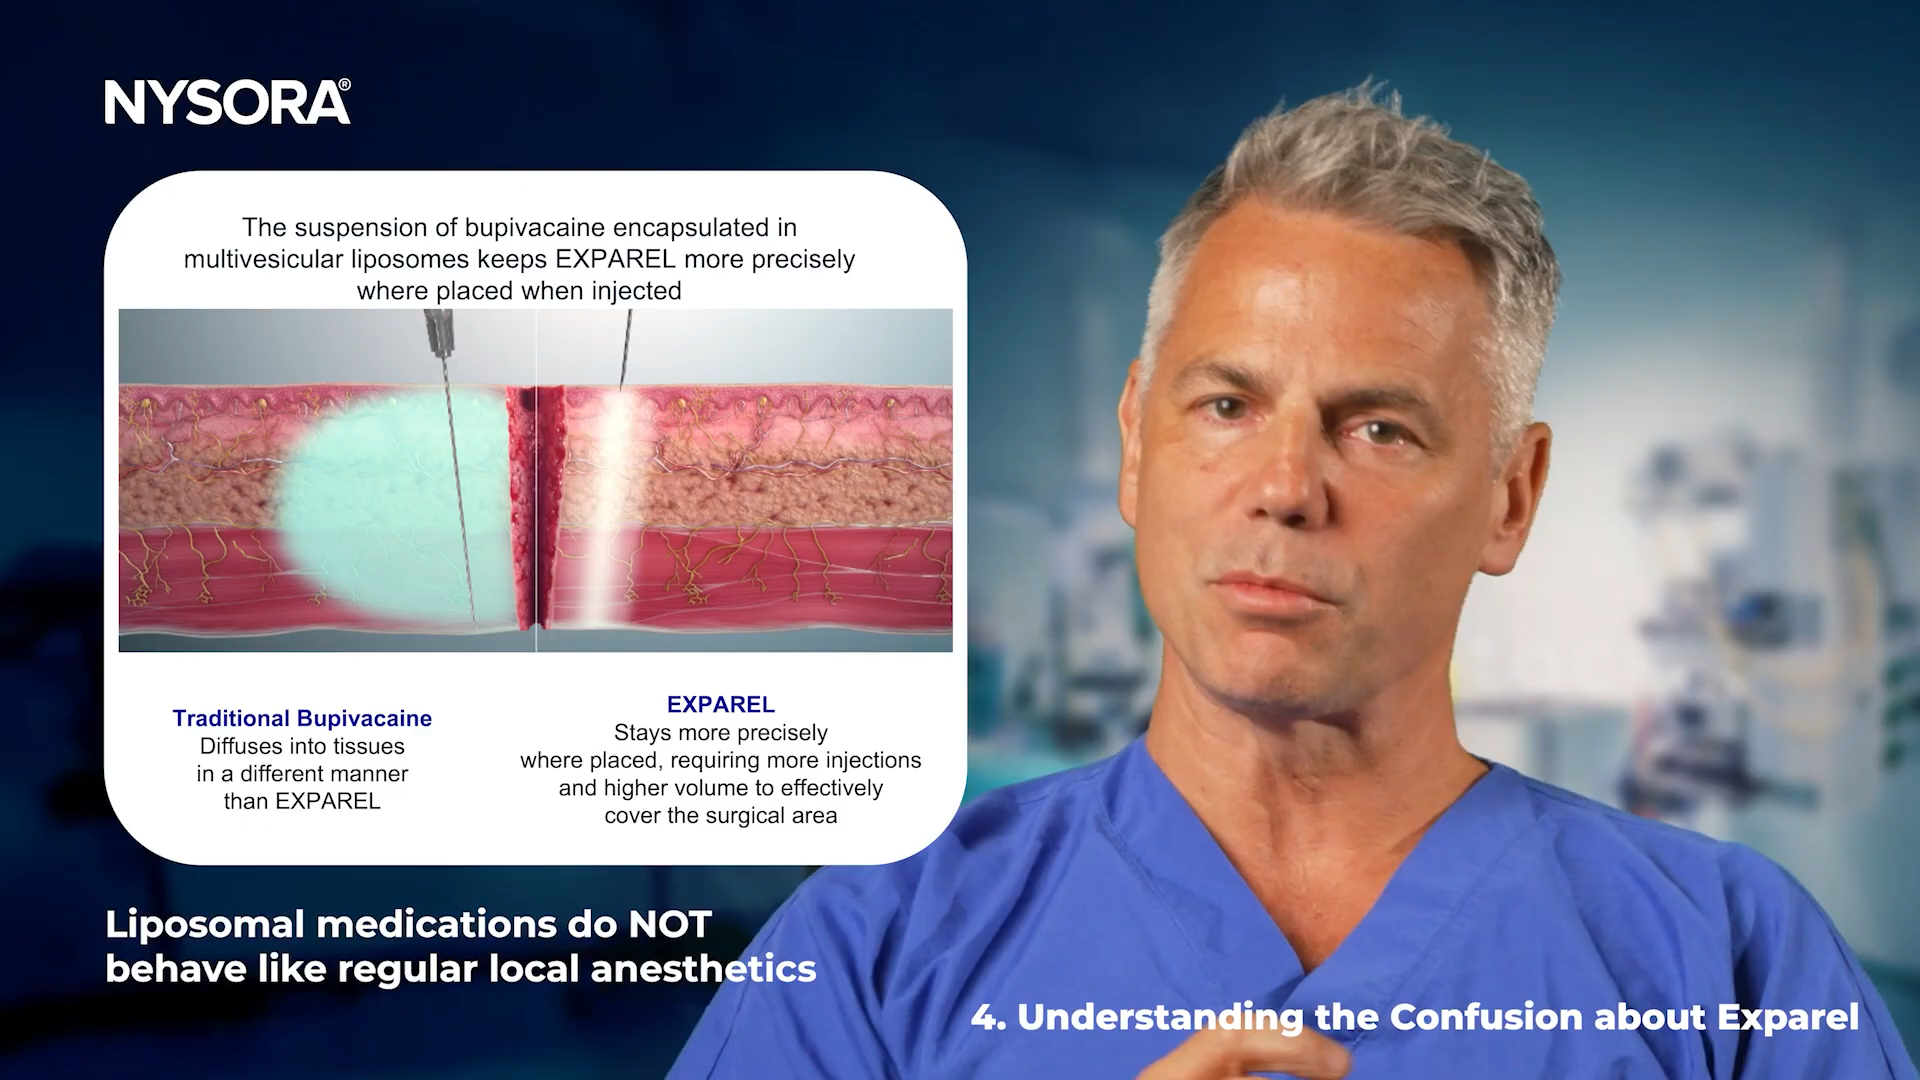 NYSORA®
The suspension of bupivacaine encapsulated in
multivesicular liposomes keeps EXPAREL more precisely
where placed when injected
Traditional Bupivacaine
Diffuses into tissues
in a different manner
than EXPAREL
EXPAREL
Stays more precisely
where placed, requiring more injections
and higher volume to effectively
cover the surgical area
Liposomal medications do NOT
behave like regular local anesthetics
4. Understanding the Confusion about Exparel